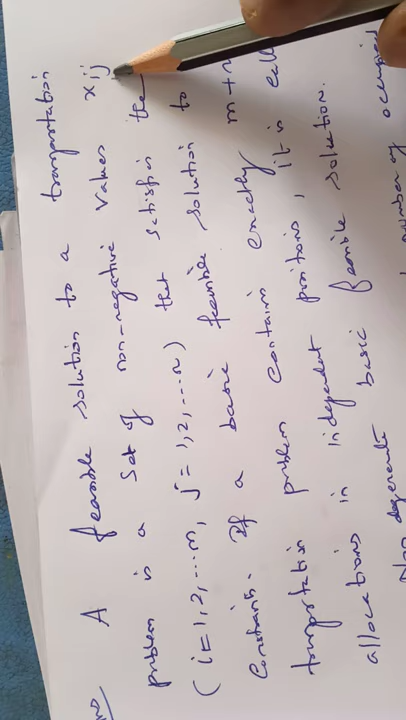 A feasible solution to a transportation
problem is a set of non-negative values xij
(i=1,2,...m, j=1,2,...n) that satisfies the
constraints. If a basic feasible solution to
transportation problem contains exactly m+n
allocations in independent positions, it is
Non degenerate basic feasible solution.
number of